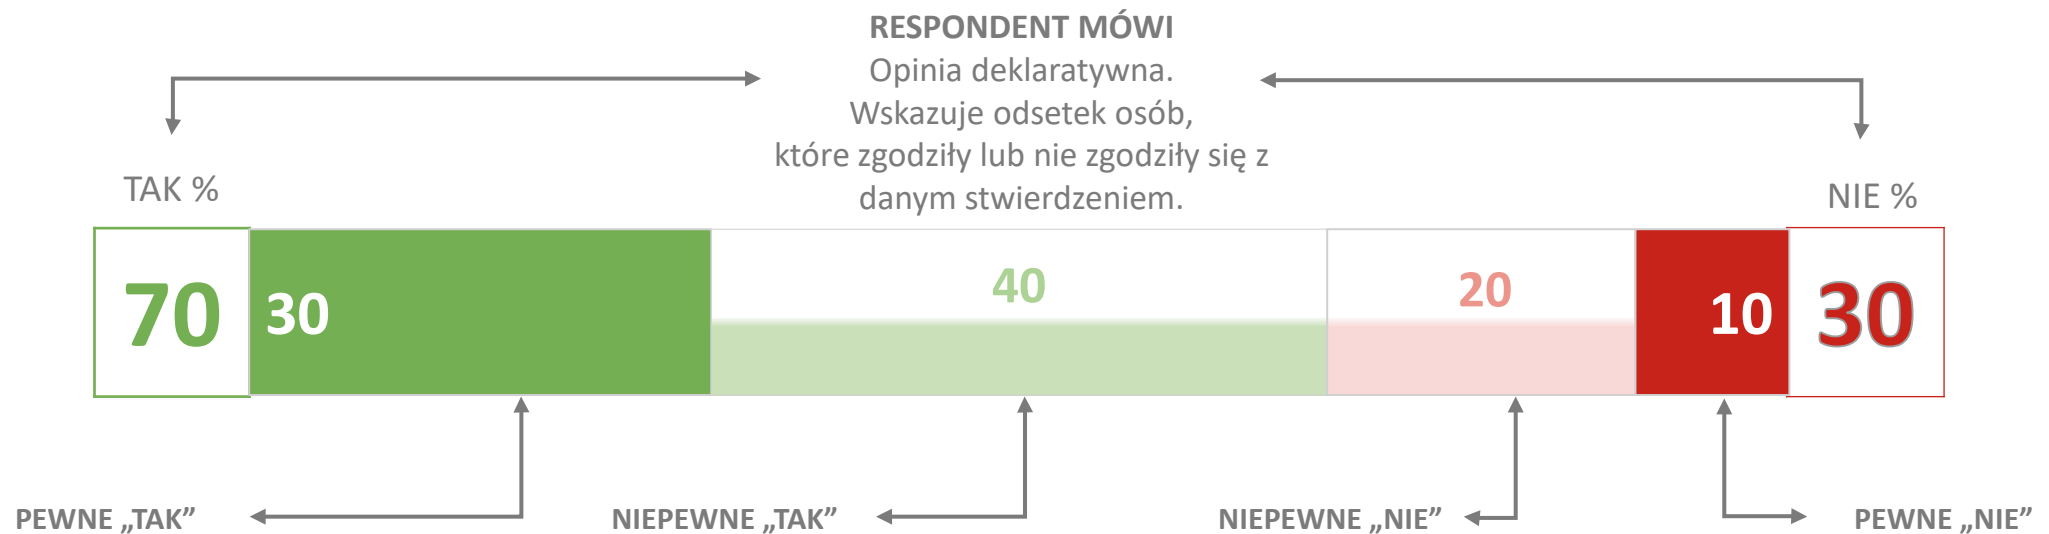 RESPONDENT MÓWI
Opinia deklaratywna.
Wskazuje odsetek osób,
które zgodziły lub nie zgodziły się z
danym stwierdzeniem.
TAK %
NIE %
70
30
40
20
10
30
PEWNE „TAK”
NIEPEWNE „TAK”
NIEPEWNE „NIE”
PEWNE „NIE”